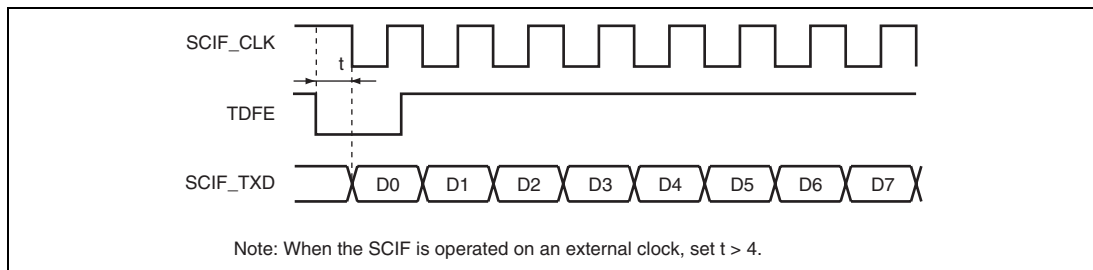 SCIF_CLK
t
TDFE
SCIF_TXD D0 D1 D2 D3 D4 D5 D6 D7
Note: When the SCIF is operated on an external clock, set t > 4.